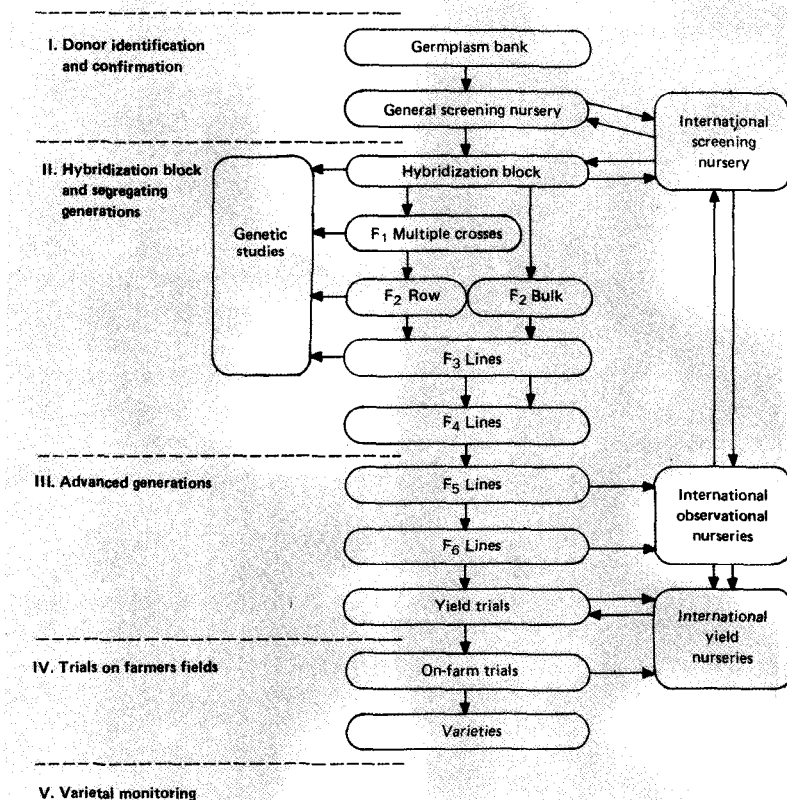 I. Donor identification
and confirmation
Germplasm bank
General screening nursery
International
screening
nursery
II. Hybridization block
and segregating
generations
Hybridization block
Genetic
studies
F₁ Multiple crosses
F₂ Row
F₂ Bulk
F₃ Lines
F₄ Lines
III. Advanced generations
F₅ Lines
International
observational
nurseries
F₆ Lines
Yield trials
International
yield
nurseries
IV. Trials on farmers fields
On-farm trials
Varieties
V. Varietal monitoring